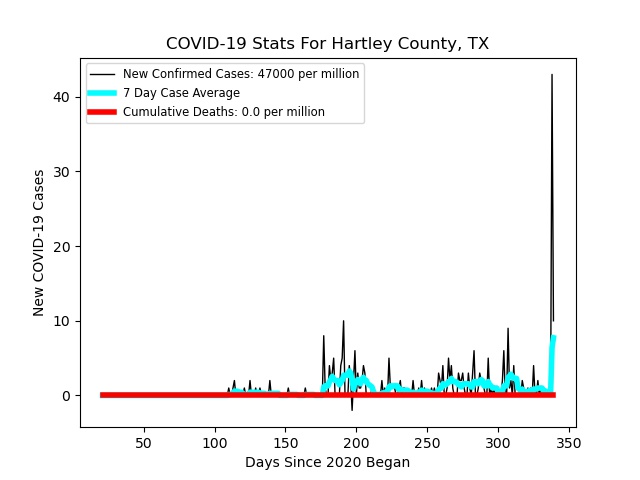 COVID-19 Stats For Hartley County, TX
New Confirmed Cases: 47000 per million
7 Day Case Average
Cumulative Deaths: 0.0 per million
New COVID-19 Cases
40
30
20
10
0
50 100 150 200 250 300 350
Days Since 2020 Began